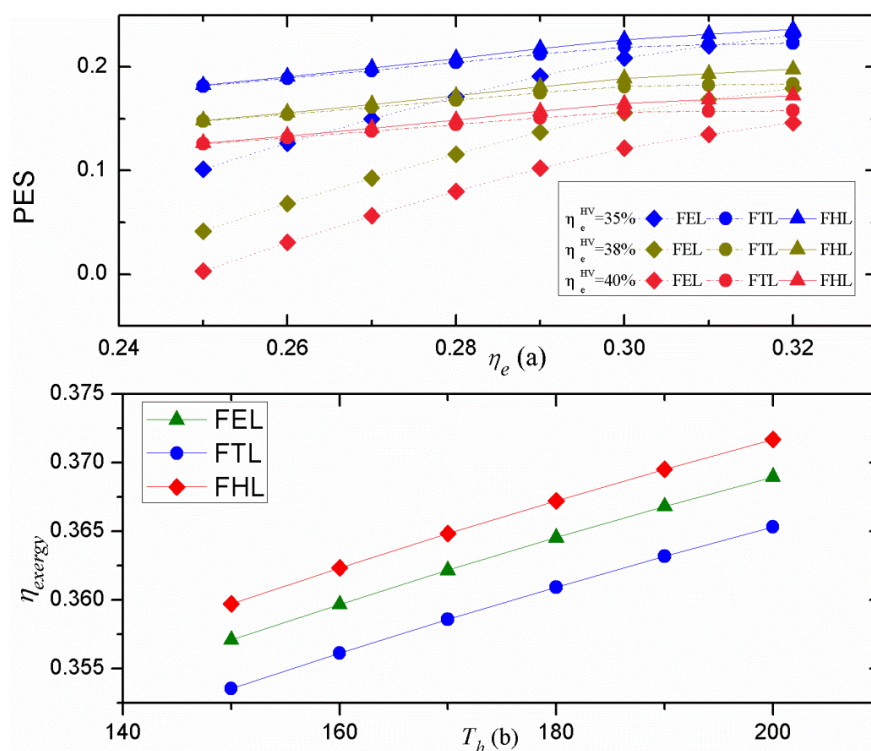 PES
0.2
0.1
0.0
η_e^HV=35% FEL FTL FHL
η_e^HV=38% FEL FTL FHL
η_e^HV=40% FEL FTL FHL
0.24 0.26 0.28 0.30 0.32
η_e (a)
η_exergy
0.375
0.370
0.365
0.360
0.355
FEL
FTL
FHL
140 160 180 200
T_h (b)